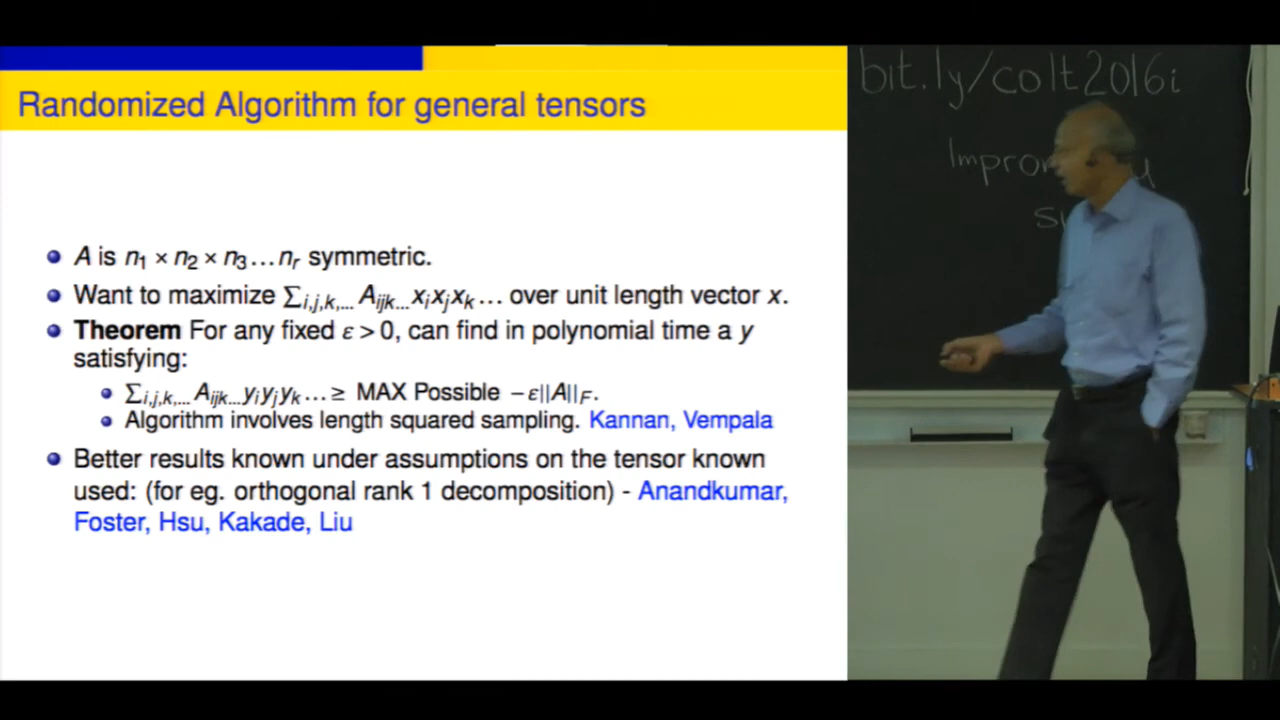 Randomized Algorithm for general tensors
A is n₁ × n₂ × n₃ ... nᵣ symmetric.
Want to maximize ∑i,j,k,... Aijk... xixjxk ... over unit length vector x.
Theorem For any fixed ε > 0, can find in polynomial time a y
satisfying:
∑i,j,k,... Aijk... yiyjyk ... ≥ MAX Possible −ε||A||F.
Algorithm involves length squared sampling. Kannan, Vempala
Better results known under assumptions on the tensor known
used: (for eg. orthogonal rank 1 decomposition) - Anandkumar,
Foster, Hsu, Kakade, Liu
bit.ly/colt2016i